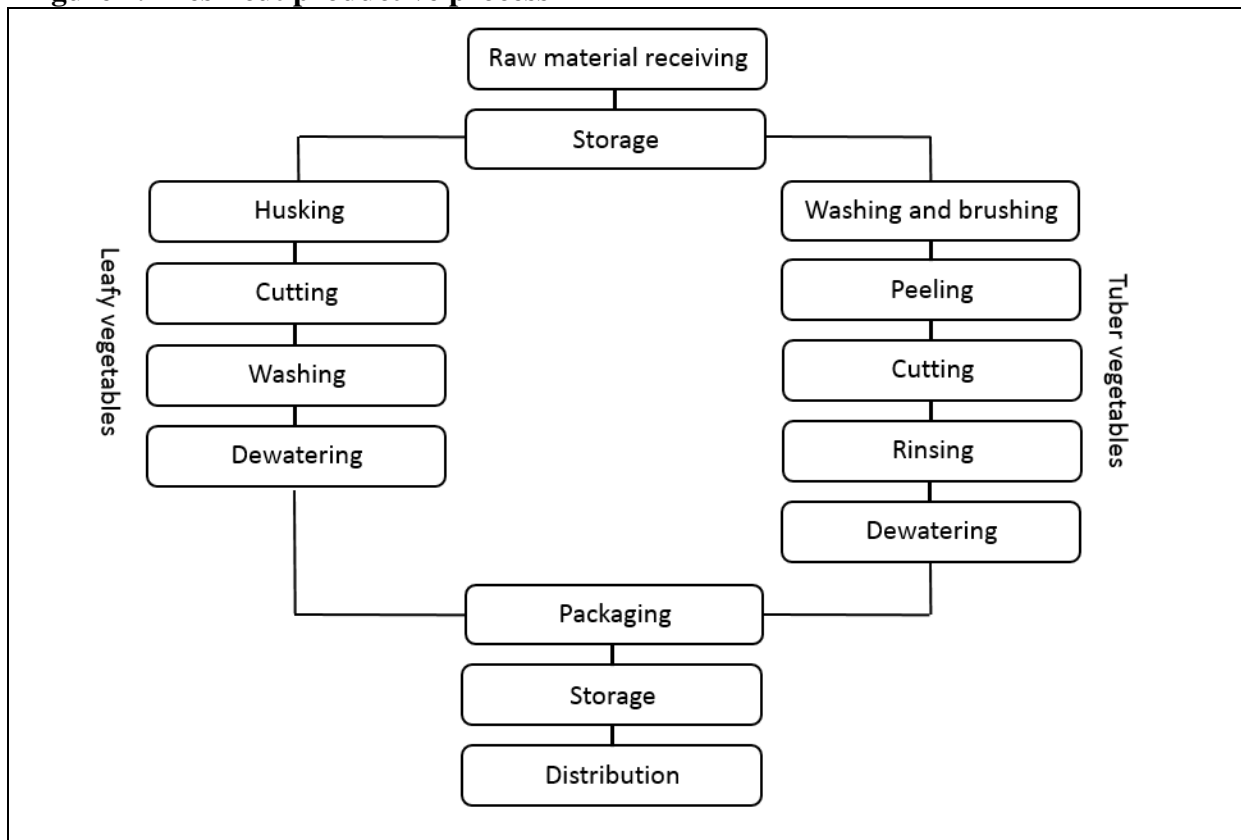 Raw material receiving
Storage
Leafy vegetables
Husking
Cutting
Washing
Dewatering
Washing and brushing
Peeling
Cutting
Rinsing
Dewatering
Tuber vegetables
Packaging
Storage
Distribution